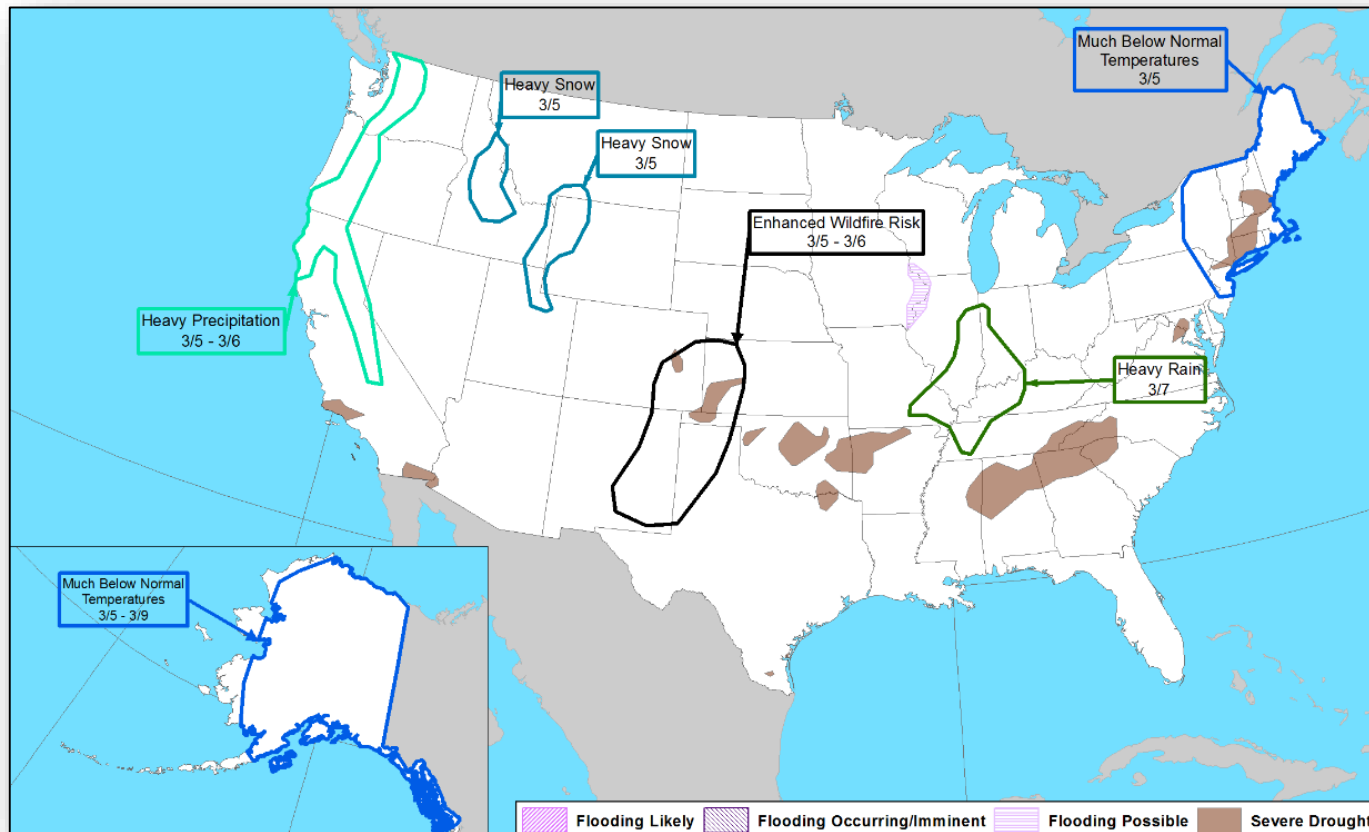 Much Below Normal
Temperatures
3/5
Heavy Snow
3/5
Heavy Snow
3/5
Enhanced Wildfire Risk
3/5 - 3/6
Heavy Precipitation
3/5 - 3/6
Heavy Rain
3/7
Much Below Normal
Temperatures
3/5 - 3/9
Flooding Likely Flooding Occurring/Imminent Flooding Possible Severe Drought